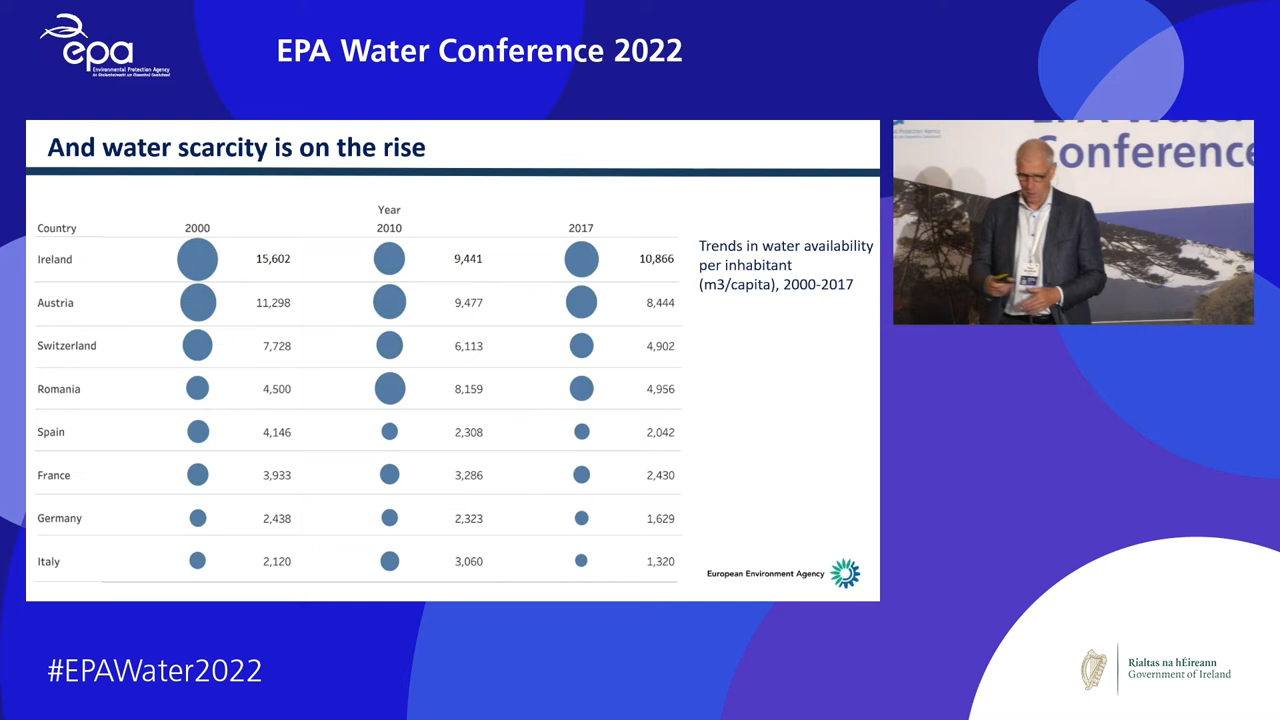 epa
Environmental Protection Agency
EPA Water Conference 2022
And water scarcity is on the rise
Year
Country 2000 2010 2017
Ireland 15,602 9,441 10,866
Austria 11,298 9,477 8,444
Switzerland 7,728 6,113 4,902
Romania 4,500 8,159 4,956
Spain 4,146 2,308 2,042
France 3,933 3,286 2,430
Germany 2,438 2,323 1,629
Italy 2,120 3,060 1,320
Trends in water availability
per inhabitant
(m3/capita), 2000-2017
European Environment Agency
Conference
#EPAWater2022
Rialtas na hÉireann
Government of Ireland